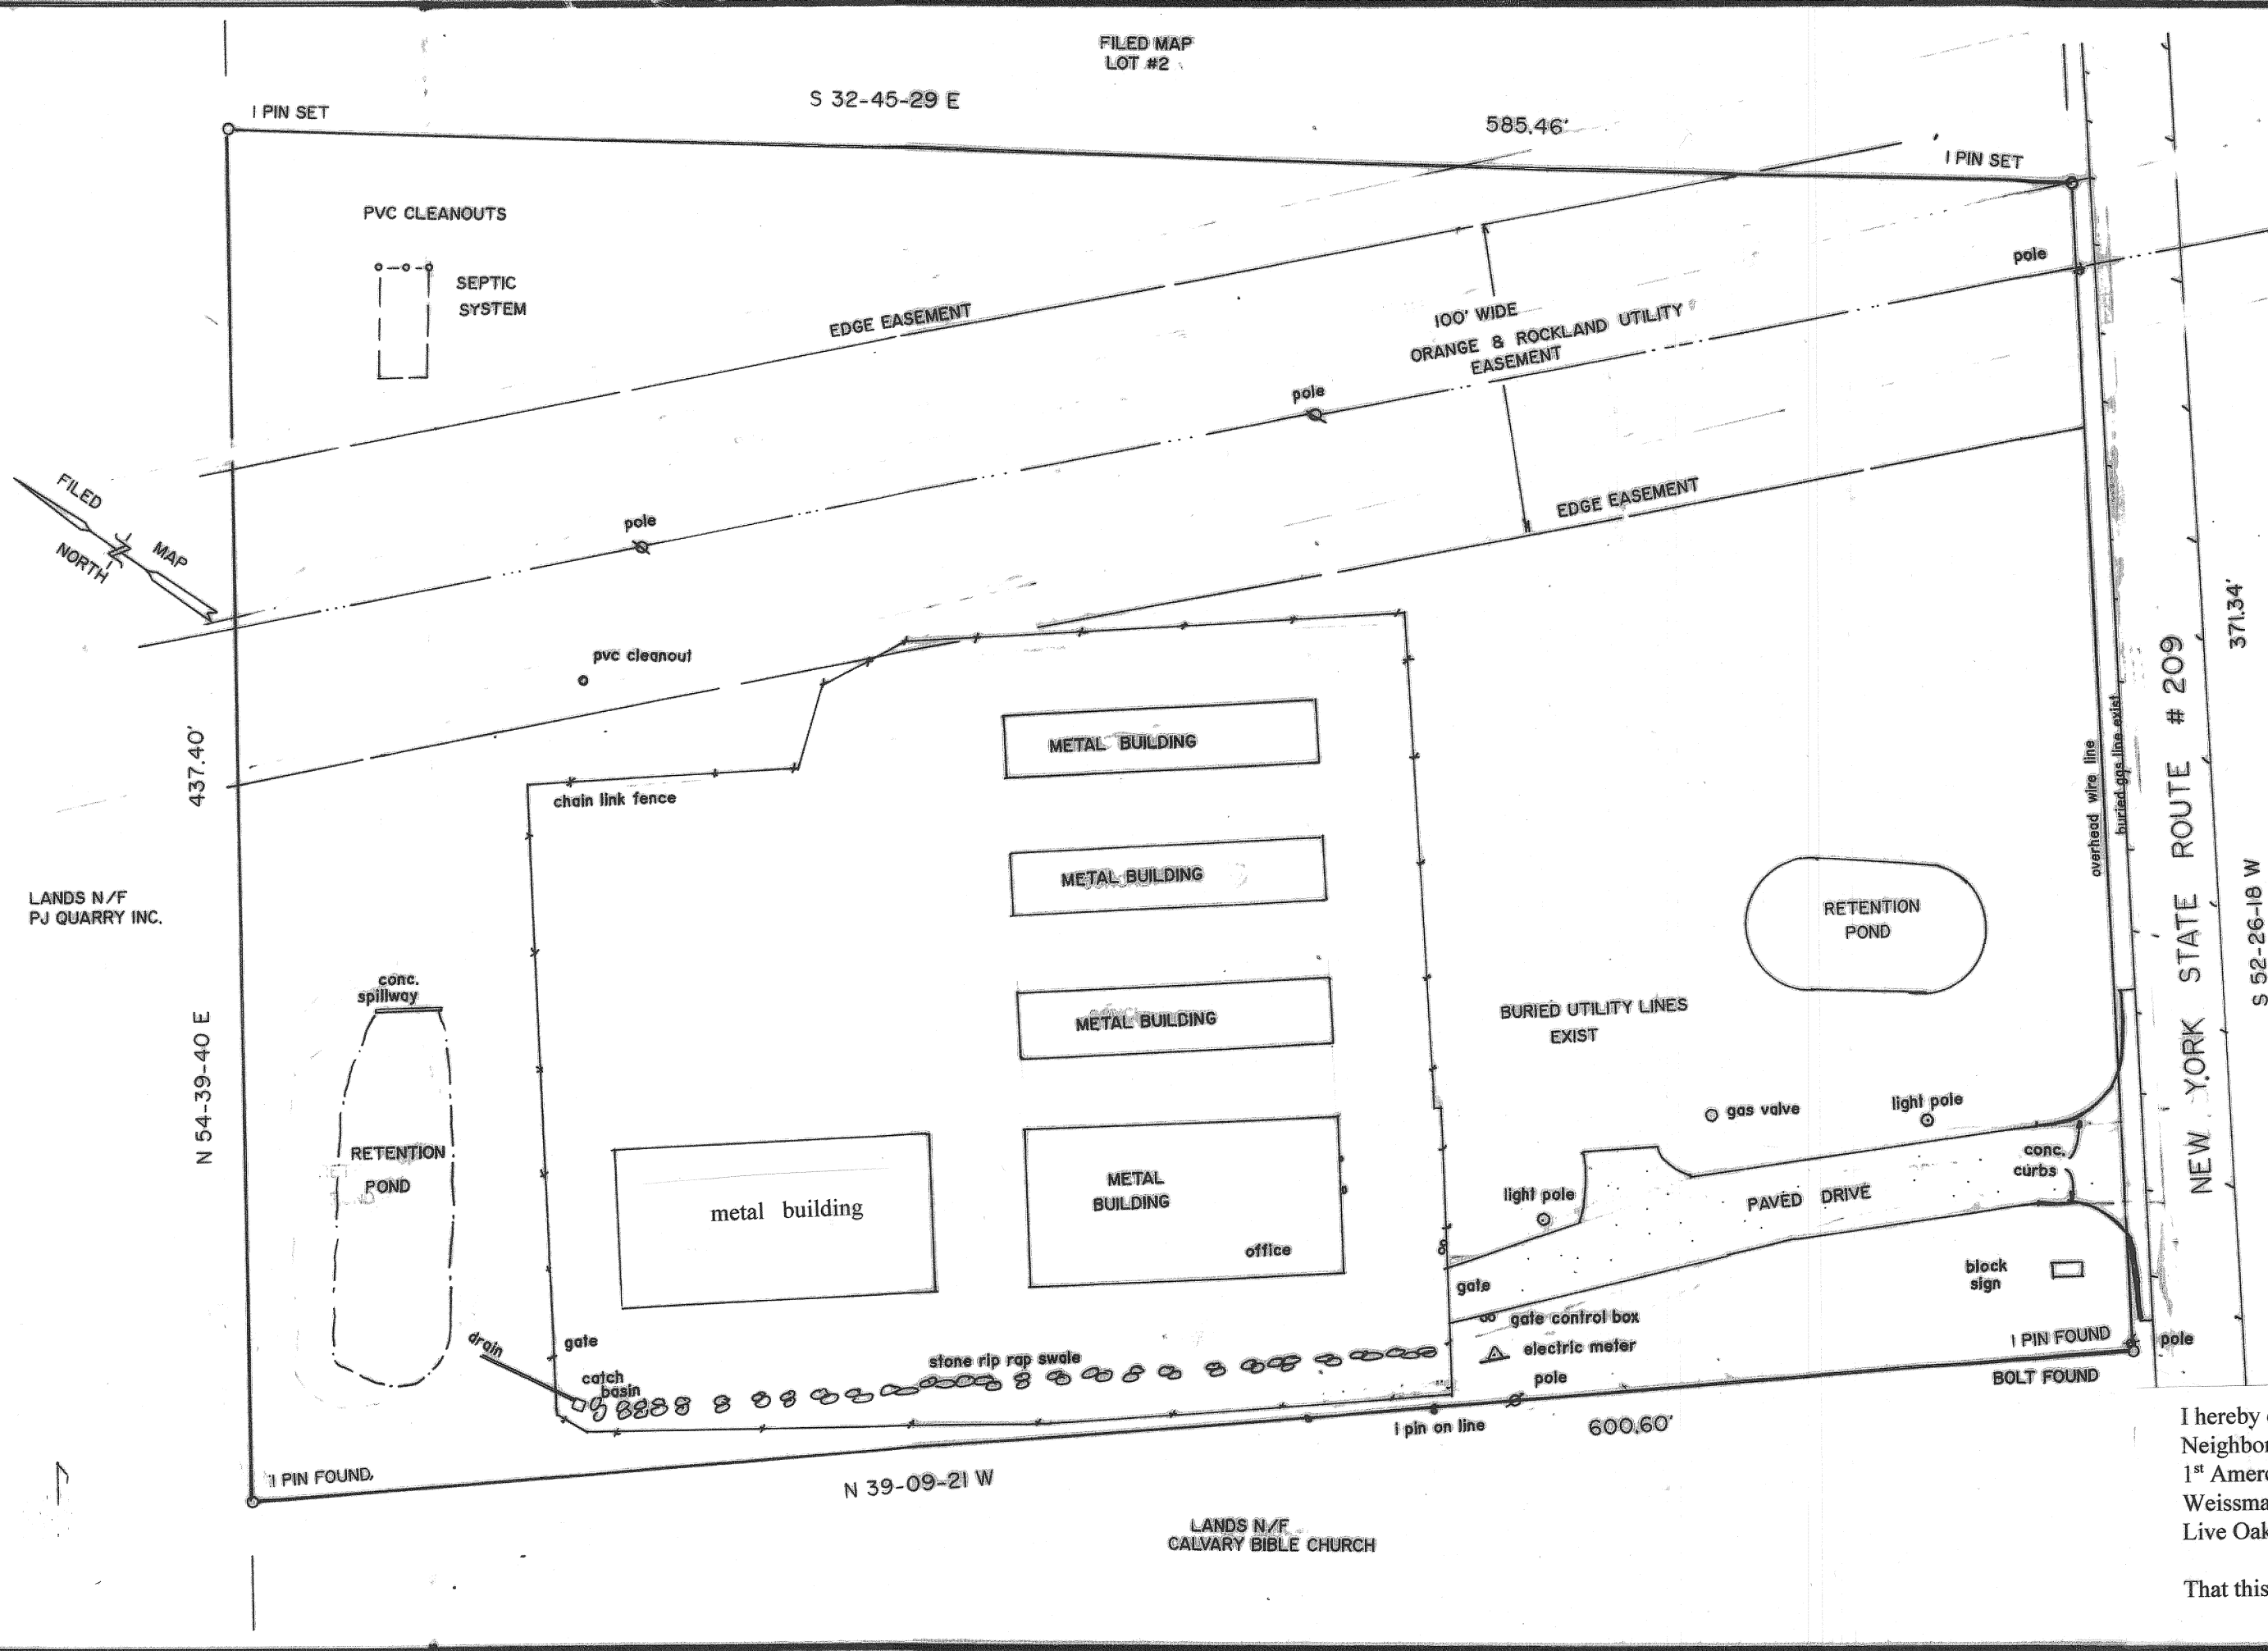 FILED MAP
LOT #2
S 32-45-29 E
585.46'
I PIN SET
I PIN SET
PVC CLEANOUTS
SEPTIC
SYSTEM
EDGE EASEMENT
100' WIDE
ORANGE & ROCKLAND UTILITY
EASEMENT
pole
pole
pole
EDGE EASEMENT
FILED MAP
NORTH
pvc cleanout
chain link fence
437.40'
N 54-39-40 E
LANDS N/F
PJ QUARRY INC.
METAL BUILDING
METAL BUILDING
METAL BUILDING
METAL
BUILDING
office
metal building
conc.
spillway
RETENTION
POND
RETENTION
POND
BURIED UTILITY LINES
EXIST
gas valve
light pole
light pole
conc.
curbs
PAVED DRIVE
overhead wire line
buried gas line exist
NEW YORK STATE ROUTE # 209
371.34'
S 52-26-18 W
block
sign
gate
gate control box
electric meter
pole
I PIN FOUND
pole
BOLT FOUND
drain
gate
catch
basin
stone rip rap swale
i pin on line
600.60'
I PIN FOUND
N 39-09-21 W
LANDS N/F
CALVARY BIBLE CHURCH
I hereby
Neighbor
1st Amer
Weissma
Live Oak
That this